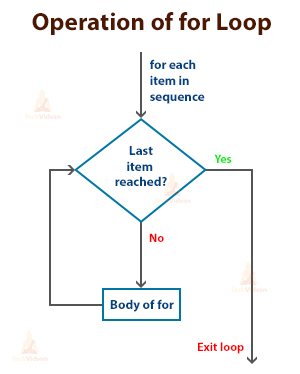 Operation of for Loop
for each
item in
sequence
Last
item
reached?
Yes
No
Body of for
Exit loop